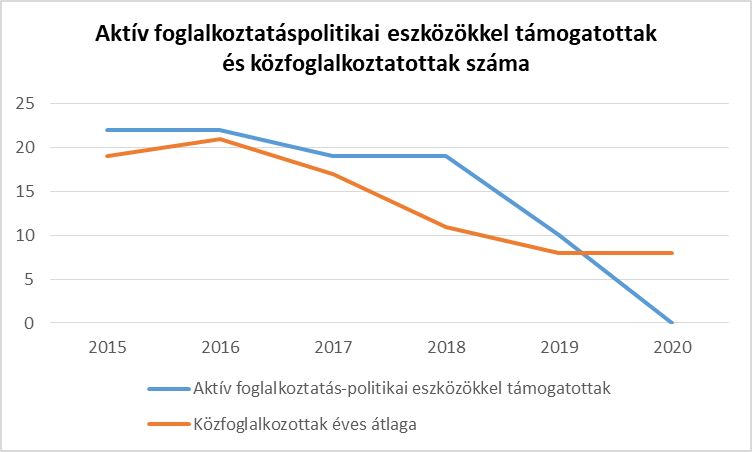 Aktív foglalkoztatáspolitikai eszközökkel támogatottak
és közfoglalkoztatottak száma
25
20
15
10
5
0
2015 2016 2017 2018 2019 2020
Aktív foglalkoztatás-politikai eszközökkel támogatottak
Közfoglalkozottak éves átlaga